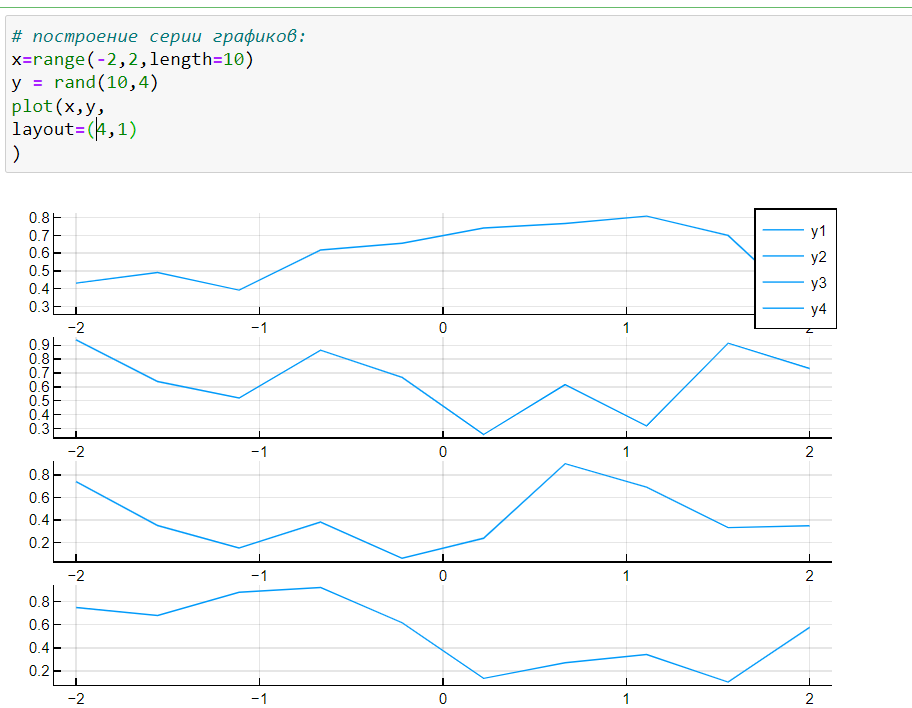 # построение серии графиков:
x=range(-2,2,length=10)
y = rand(10,4)
plot(x,y,
layout=(4,1)
)
0.8
0.7
0.6
0.5
0.4
0.3
−2 −1 0 1 2
y1
y2
y3
y4
0.9
0.8
0.7
0.6
0.5
0.4
0.3
−2 −1 0 1 2
0.8
0.6
0.4
0.2
−2 −1 0 1 2
0.8
0.6
0.4
0.2
−2 −1 0 1 2